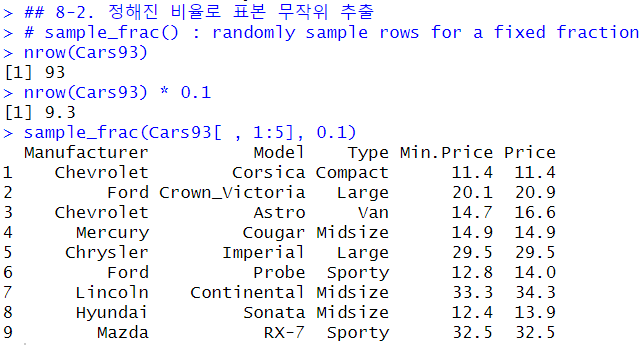 > ## 8-2. 정해진 비율로 표본 무작위 추출
> # sample_frac() : randomly sample rows for a fixed fraction
> nrow(Cars93)
[1] 93
> nrow(Cars93) * 0.1
[1] 9.3
> sample_frac(Cars93[ , 1:5], 0.1)
  Manufacturer          Model    Type Min.Price Price
1    Chevrolet        Corsica Compact      11.4  11.4
2         Ford Crown_Victoria   Large      20.1  20.9
3    Chevrolet          Astro     Van      14.7  16.6
4      Mercury         Cougar Midsize      14.9  14.9
5     Chrysler       Imperial   Large      29.5  29.5
6         Ford          Probe  Sporty      12.8  14.0
7      Lincoln    Continental Midsize      33.3  34.3
8      Hyundai         Sonata Midsize      12.4  13.9
9        Mazda           RX-7  Sporty      32.5  32.5